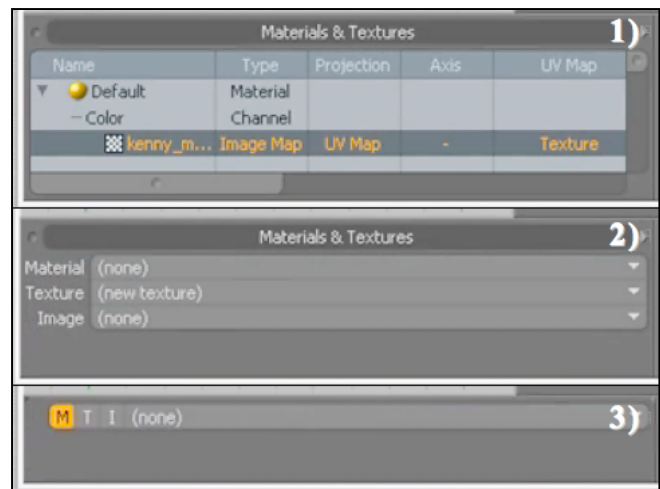 Materials & Textures 1)
Name Type Projection Axis UV Map
Default Material
Color Channel
kenny_m... Image Map UV Map - Texture
Materials & Textures 2)
Material (none)
Texture (new texture)
Image (none)
M T I (none) 3)